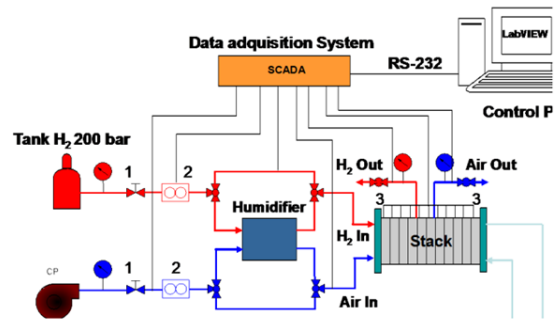 LabVIEW
Data adquisition System
SCADA
RS-232
Control P
Tank H₂ 200 bar
1
2
H₂ Out
Air Out
3
3
Humidifier
H₂ In
Stack
CP
1
2
Air In